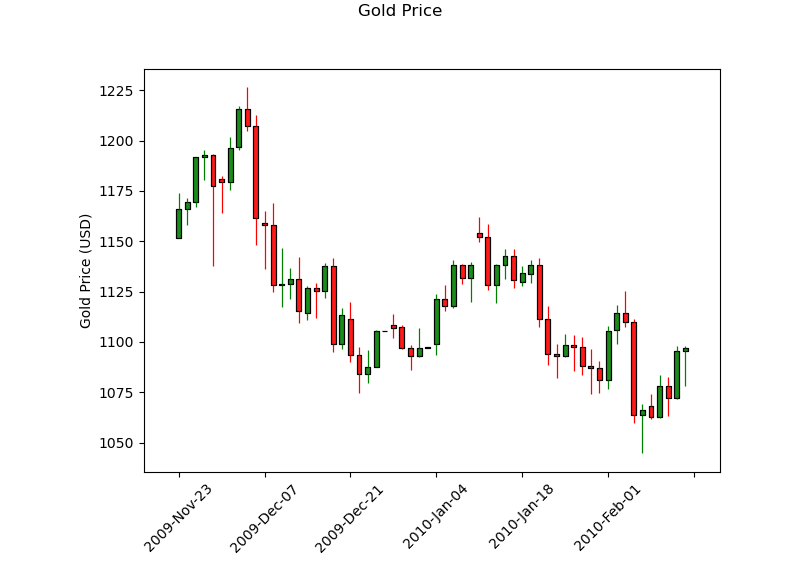 Gold Price
1225
1200
1175
1150
1125
1100
1075
1050
Gold Price (USD)
2009-Nov-23
2009-Dec-07
2009-Dec-21
2010-Jan-04
2010-Jan-18
2010-Feb-01